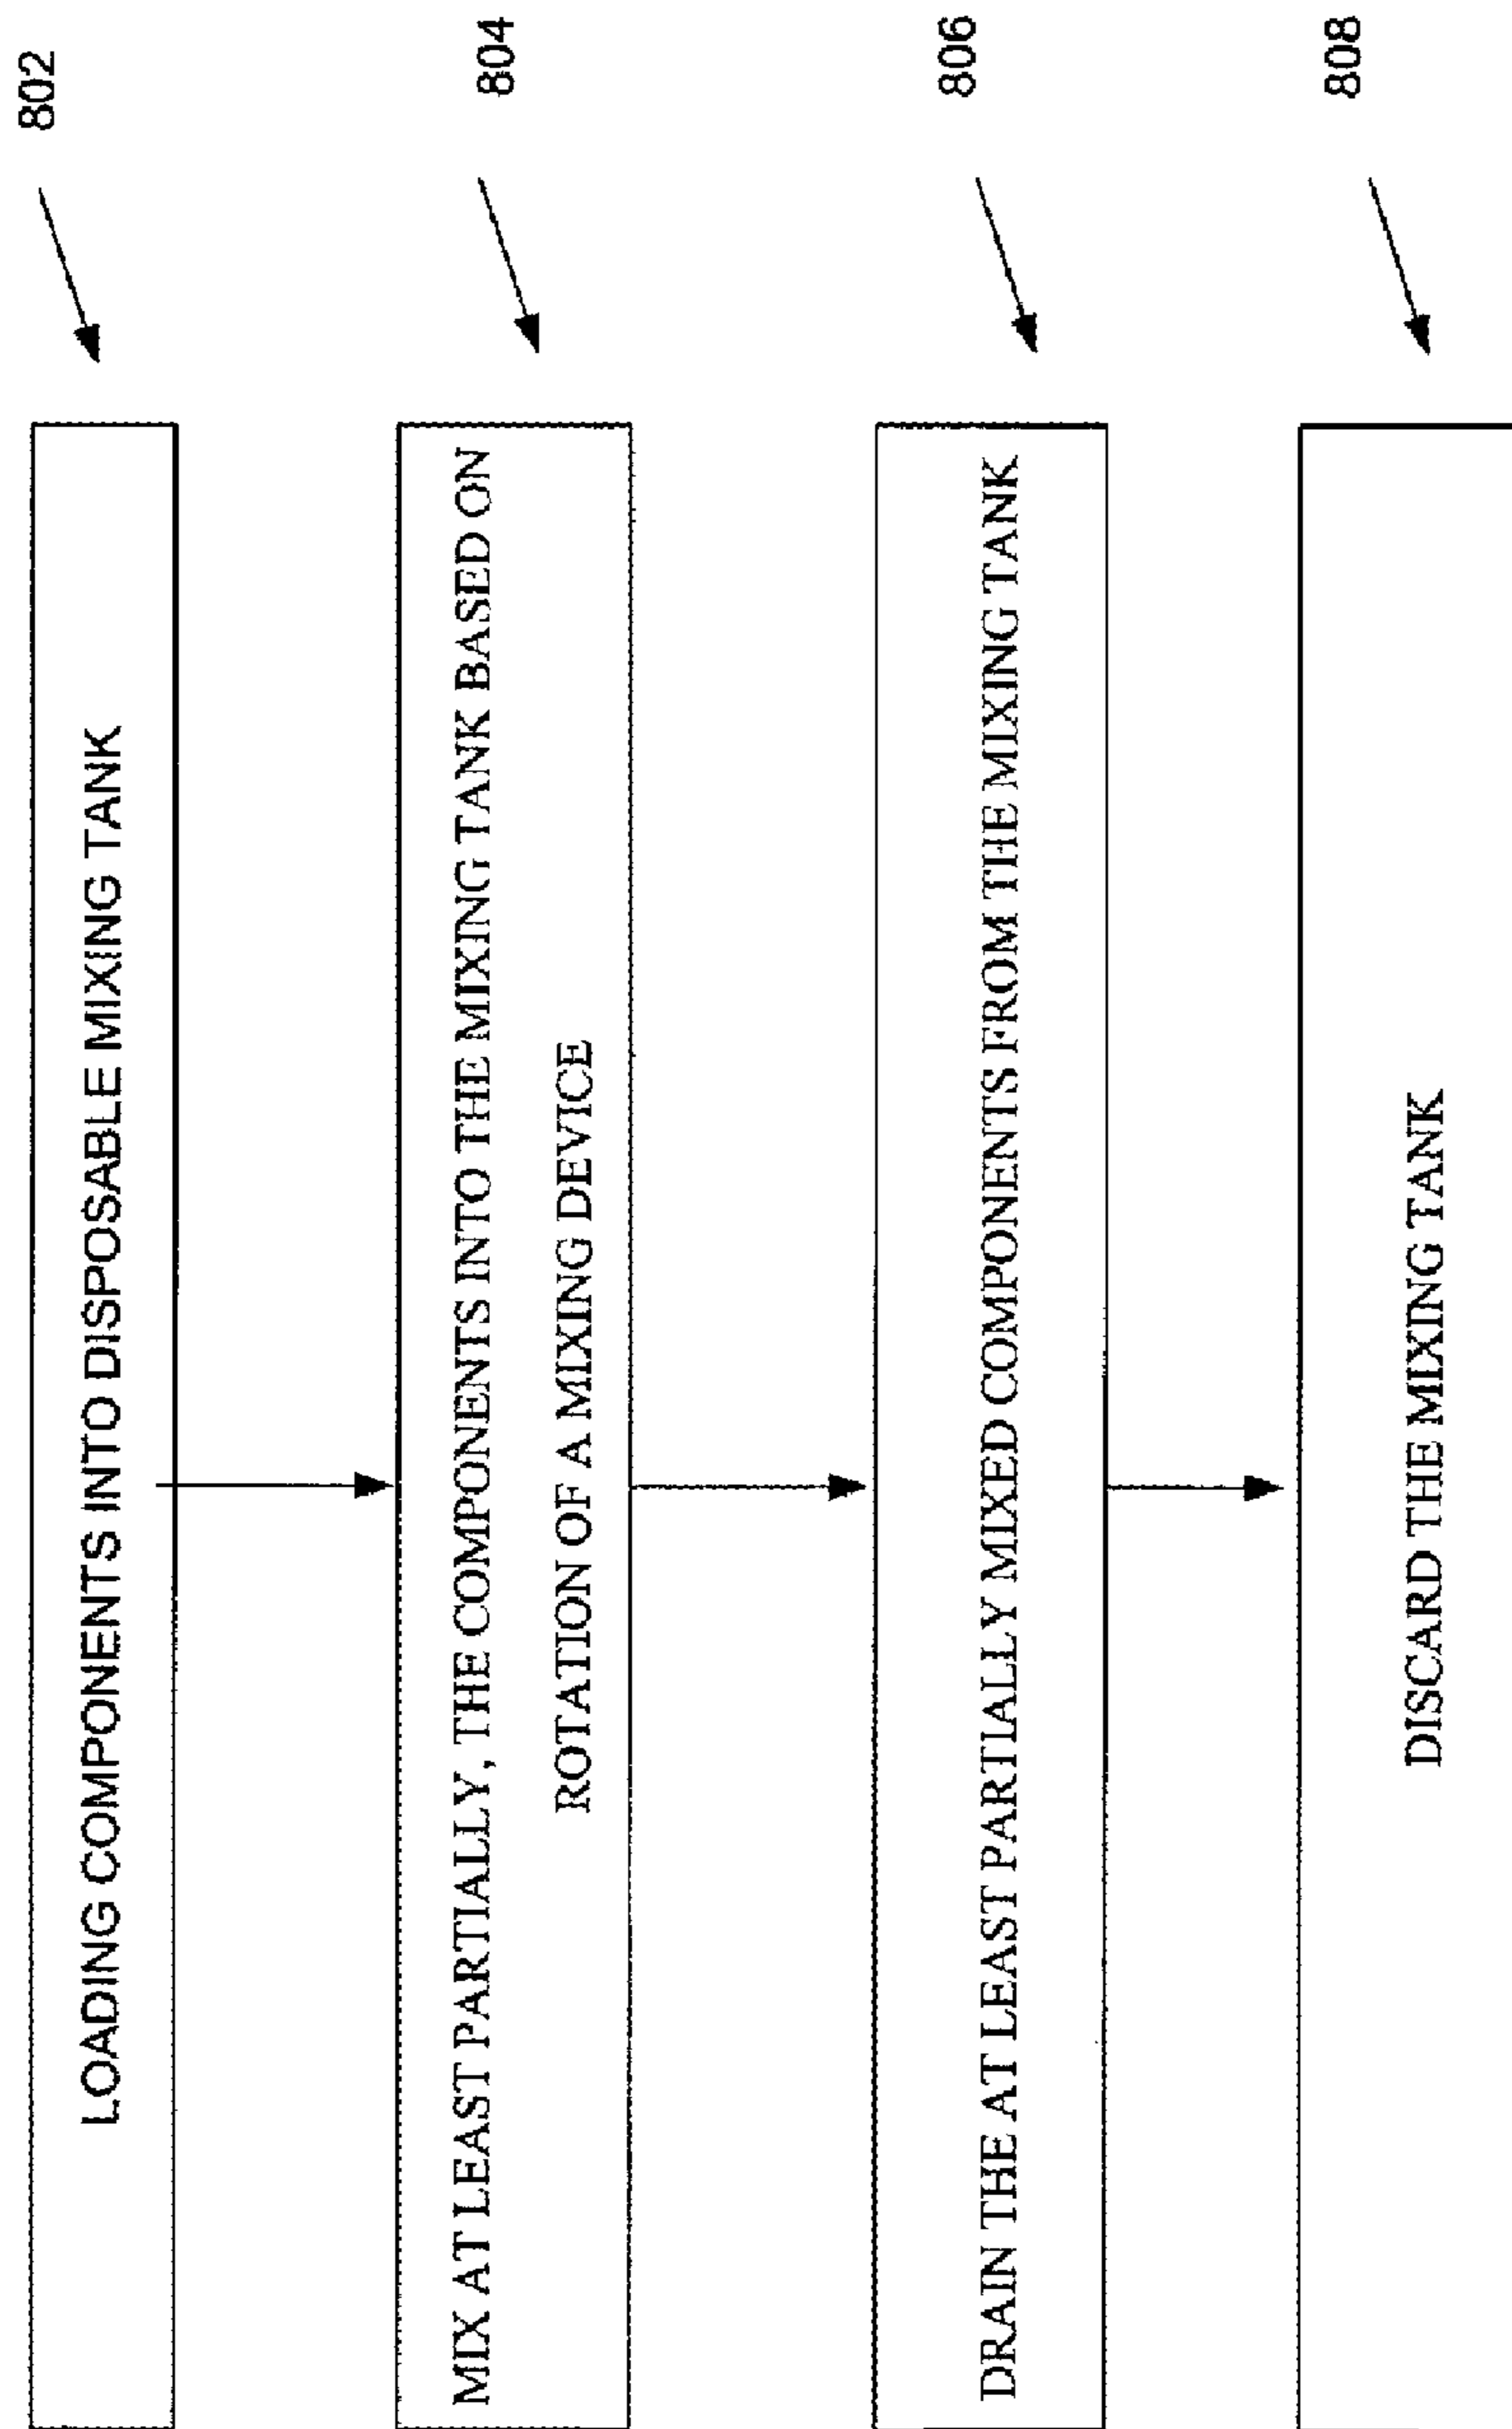 LOADING COMPONENTS INTO DISPOSABLE MIXING TANK
802
MIX AT LEAST PARTIALLY, THE COMPONENTS INTO THE MIXING TANK BASED ON
ROTATION OF A MIXING DEVICE
804
DRAIN THE AT LEAST PARTIALLY MIXED COMPONENTS FROM THE MIXING TANK
806
DISCARD THE MIXING TANK
808